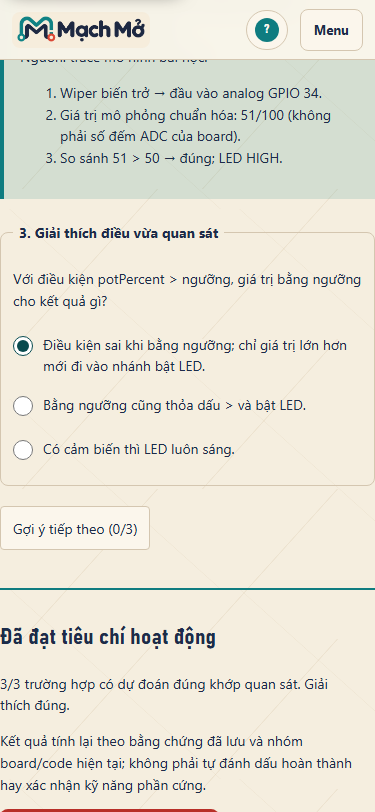 Mạch Mở
?
Menu
1. Wiper biến trở → đầu vào analog GPIO 34.
2. Giá trị mô phỏng chuẩn hóa: 51/100 (không
phải số đếm ADC của board).
3. So sánh 51 > 50 → đúng; LED HIGH.
3. Giải thích điều vừa quan sát
Với điều kiện potPercent > ngưỡng, giá trị bằng ngưỡng
cho kết quả gì?
Điều kiện sai khi bằng ngưỡng; chỉ giá trị lớn hơn
mới đi vào nhánh bật LED.
Bằng ngưỡng cũng thỏa dấu > và bật LED.
Có cảm biến thì LED luôn sáng.
Gợi ý tiếp theo (0/3)
Đã đạt tiêu chí hoạt động
3/3 trường hợp có dự đoán đúng khớp quan sát. Giải
thích đúng.
Kết quả tính lại theo bằng chứng đã lưu và nhóm
board/code hiện tại; không phải tự đánh dấu hoàn thành
hay xác nhận kỹ năng phần cứng.